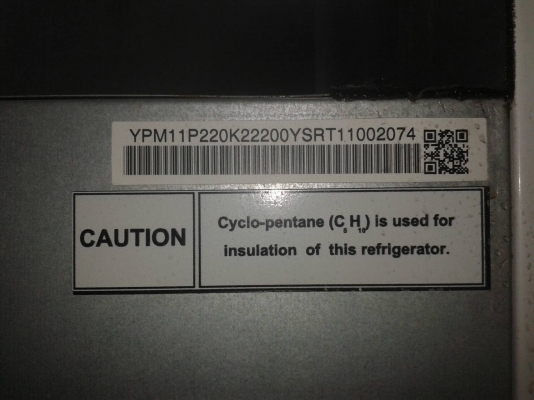 YPM11P220K22200YSRT11002074
CAUTION
Cyclo-pentane (C₅H₁₀) is used for
insulation of this refrigerator.